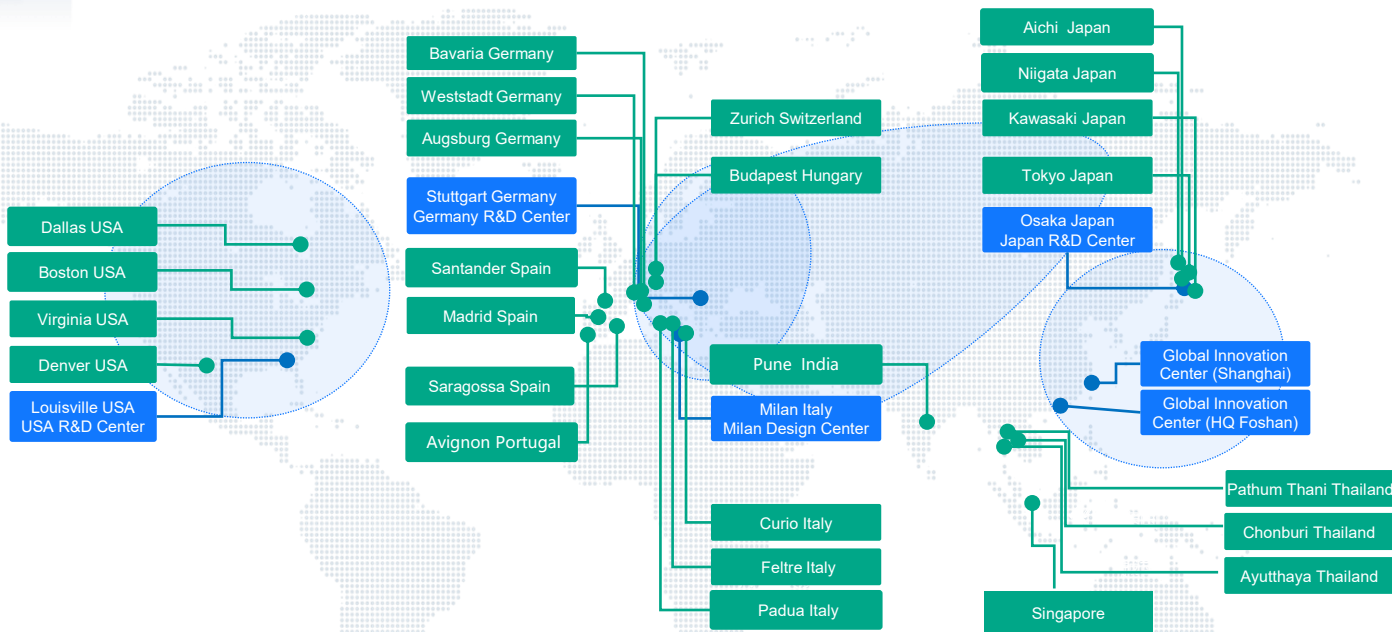 Dallas USA
Boston USA
Virginia USA
Denver USA
Louisville USA
USA R&D Center
Bavaria Germany
Weststadt Germany
Augsburg Germany
Stuttgart Germany
Germany R&D Center
Santander Spain
Madrid Spain
Saragossa Spain
Avignon Portugal
Zurich Switzerland
Budapest Hungary
Pune India
Milan Italy
Milan Design Center
Curio Italy
Feltre Italy
Padua Italy
Aichi Japan
Niigata Japan
Kawasaki Japan
Tokyo Japan
Osaka Japan
Japan R&D Center
Global Innovation
Center (Shanghai)
Global Innovation
Center (HQ Foshan)
Pathum Thani Thailand
Chonburi Thailand
Ayutthaya Thailand
Singapore